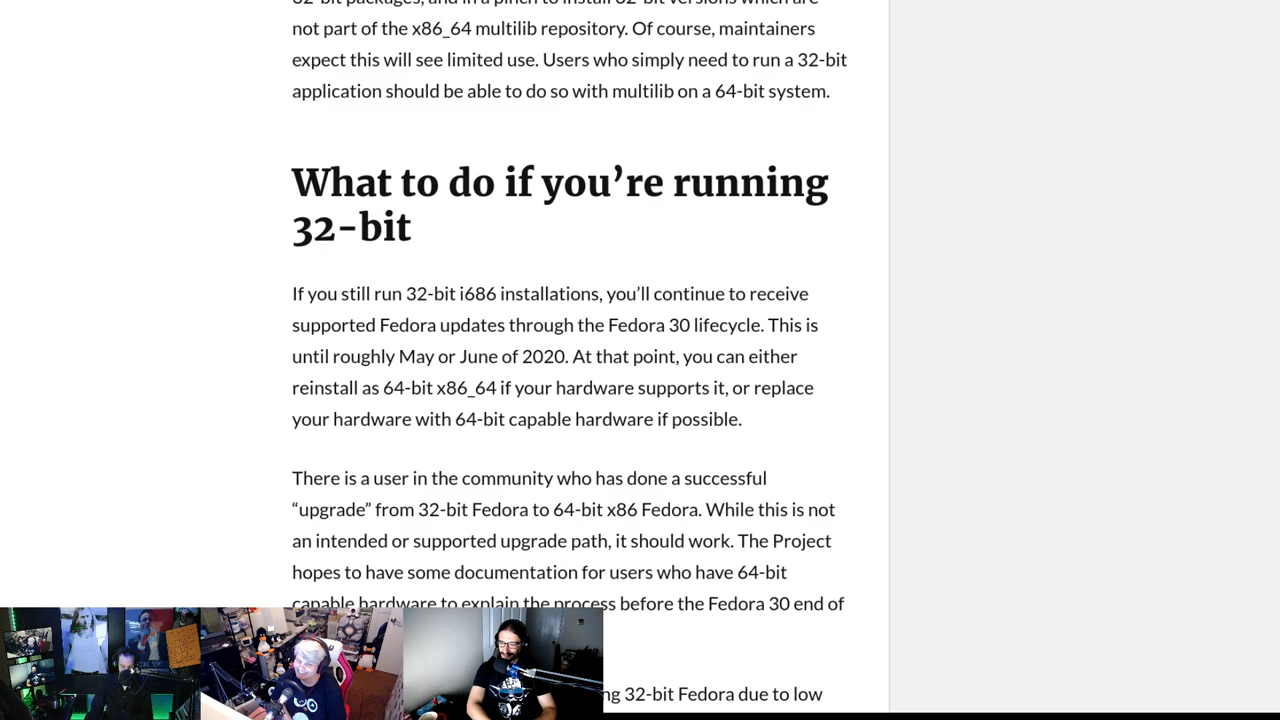 32-bit packages, and in a pinch to install 32-bit versions which are
not part of the x86_64 multilib repository. Of course, maintainers
expect this will see limited use. Users who simply need to run a 32-bit
application should be able to do so with multilib on a 64-bit system.
What to do if you’re running
32-bit
If you still run 32-bit i686 installations, you’ll continue to receive
supported Fedora updates through the Fedora 30 lifecycle. This is
until roughly May or June of 2020. At that point, you can either
reinstall as 64-bit x86_64 if your hardware supports it, or replace
your hardware with 64-bit capable hardware if possible.
There is a user in the community who has done a successful
“upgrade” from 32-bit Fedora to 64-bit x86 Fedora. While this is not
an intended or supported upgrade path, it should work. The Project
hopes to have some documentation for users who have 64-bit
capable hardware to explain the process before the Fedora 30 end of
ng 32-bit Fedora due to low